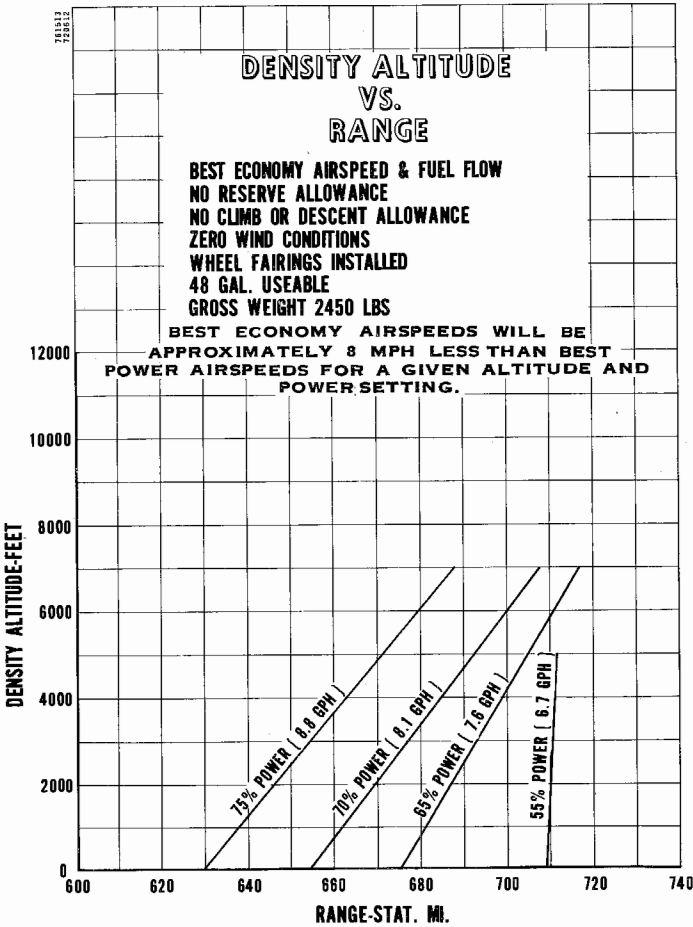 761513
720612
DENSITY ALTITUDE
VS.
RANGE
BEST ECONOMY AIRSPEED & FUEL FLOW
NO RESERVE ALLOWANCE
NO CLIMB OR DESCENT ALLOWANCE
ZERO WIND CONDITIONS
WHEEL FAIRINGS INSTALLED
48 GAL. USEABLE
GROSS WEIGHT 2450 LBS
BEST ECONOMY AIRSPEEDS WILL BE
APPROXIMATELY 8 MPH LESS THAN BEST
POWER AIRSPEEDS FOR A GIVEN ALTITUDE AND
POWER SETTING.
12000
10000
8000
6000
4000
2000
0
DENSITY ALTITUDE-FEET
75% POWER ( 8.8 GPH )
70% POWER ( 8.1 GPH )
65% POWER ( 7.6 GPH )
55% POWER ( 6.7 GPH )
600 620 640 660 680 700 720 740
RANGE-STAT. MI.